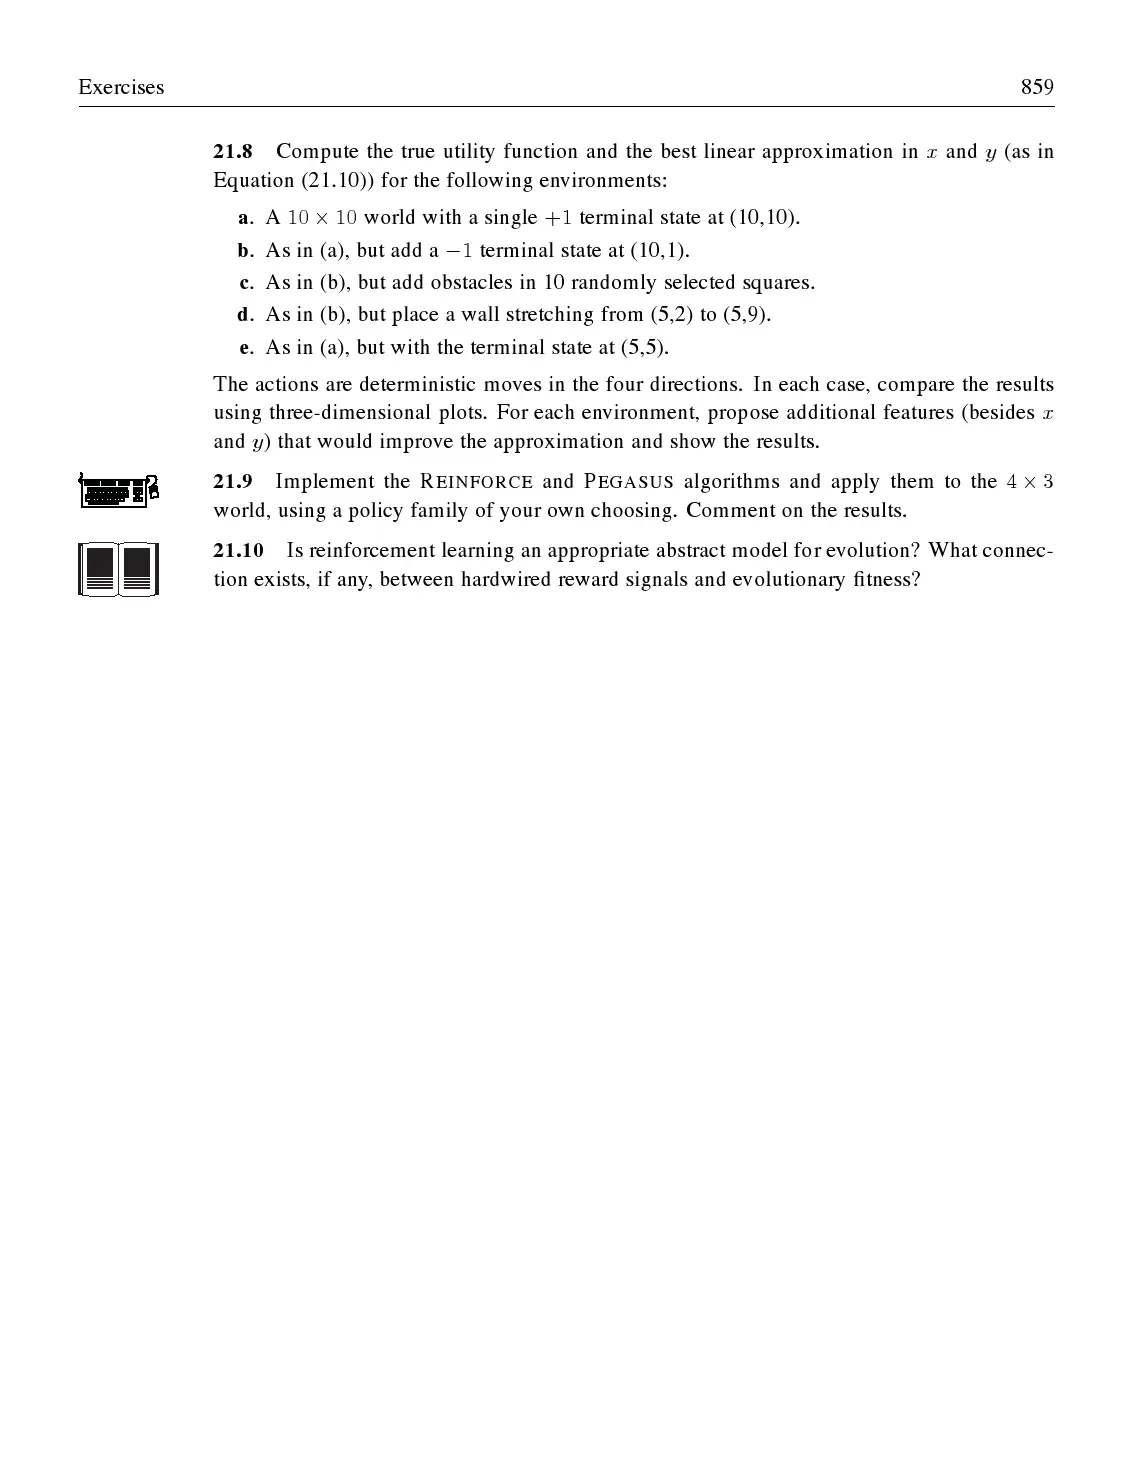 Exercises 859
21.8 Compute the true utility function and the best linear approximation in x and y (as in
Equation (21.10)) for the following environments:
a. A 10 × 10 world with a single +1 terminal state at (10,10).
b. As in (a), but add a −1 terminal state at (10,1).
c. As in (b), but add obstacles in 10 randomly selected squares.
d. As in (b), but place a wall stretching from (5,2) to (5,9).
e. As in (a), but with the terminal state at (5,5).
The actions are deterministic moves in the four directions. In each case, compare the results
using three-dimensional plots. For each environment, propose additional features (besides x
and y) that would improve the approximation and show the results.
21.9 Implement the REINFORCE and PEGASUS algorithms and apply them to the 4 × 3
world, using a policy family of your own choosing. Comment on the results.
21.10 Is reinforcement learning an appropriate abstract model for evolution? What connec-
tion exists, if any, between hardwired reward signals and evolutionary fitness?